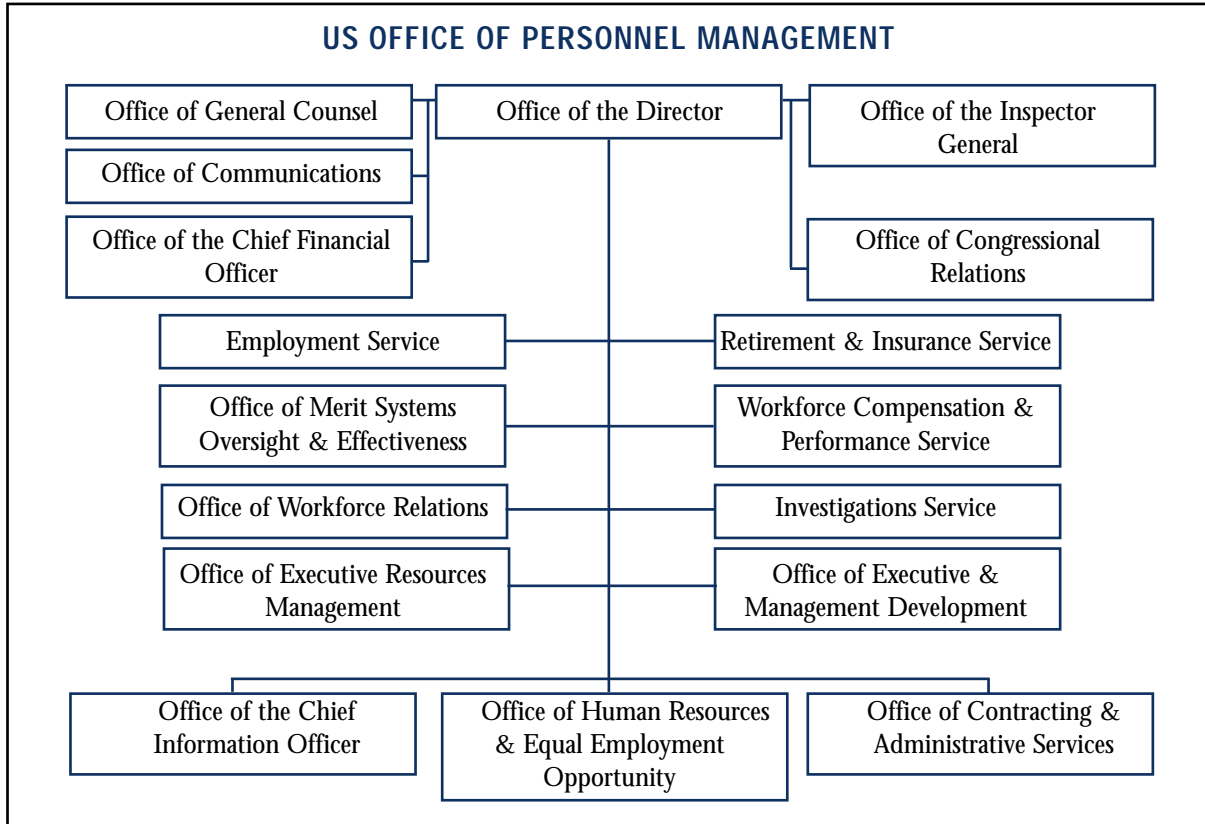 US OFFICE OF PERSONNEL MANAGEMENT
Office of General Counsel
Office of the Director
Office of the Inspector
General
Office of Communications
Office of the Chief Financial
Officer
Office of Congressional
Relations
Employment Service
Retirement & Insurance Service
Office of Merit Systems
Oversight & Effectiveness
Workforce Compensation &
Performance Service
Office of Workforce Relations
Investigations Service
Office of Executive Resources
Management
Office of Executive &
Management Development
Office of the Chief
Information Officer
Office of Human Resources
& Equal Employment
Opportunity
Office of Contracting &
Administrative Services